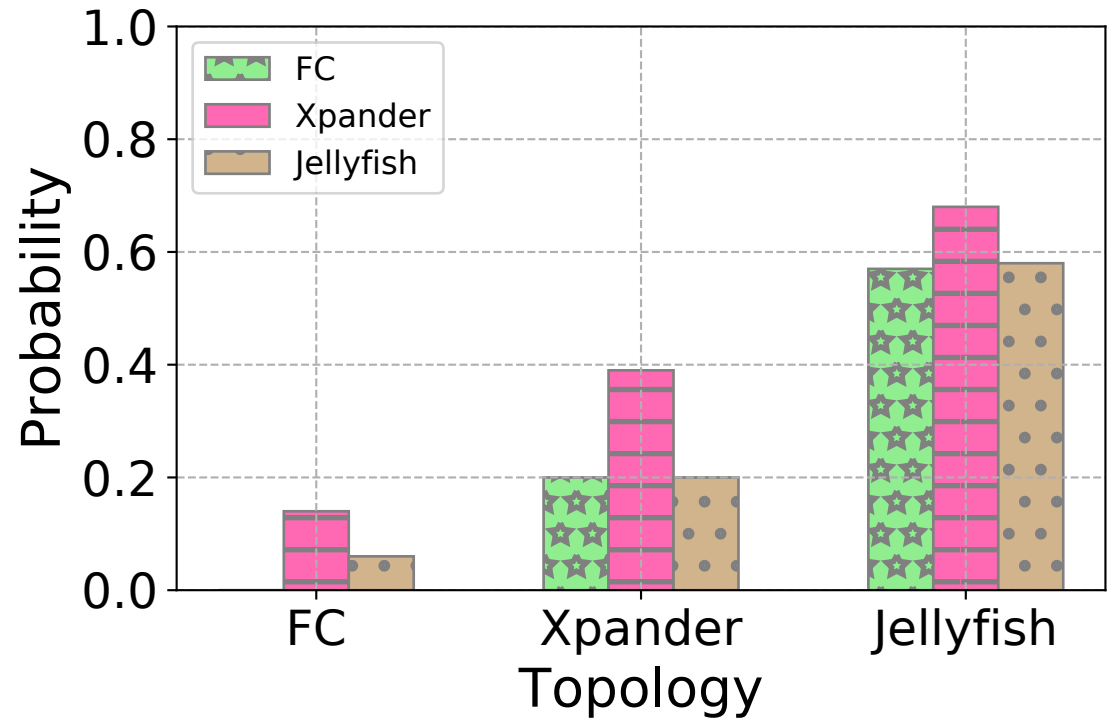 1.0
0.8
0.6
0.4
0.2
0.0
Probability
FC
Xpander
Jellyfish
FC Xpander Jellyfish
Topology